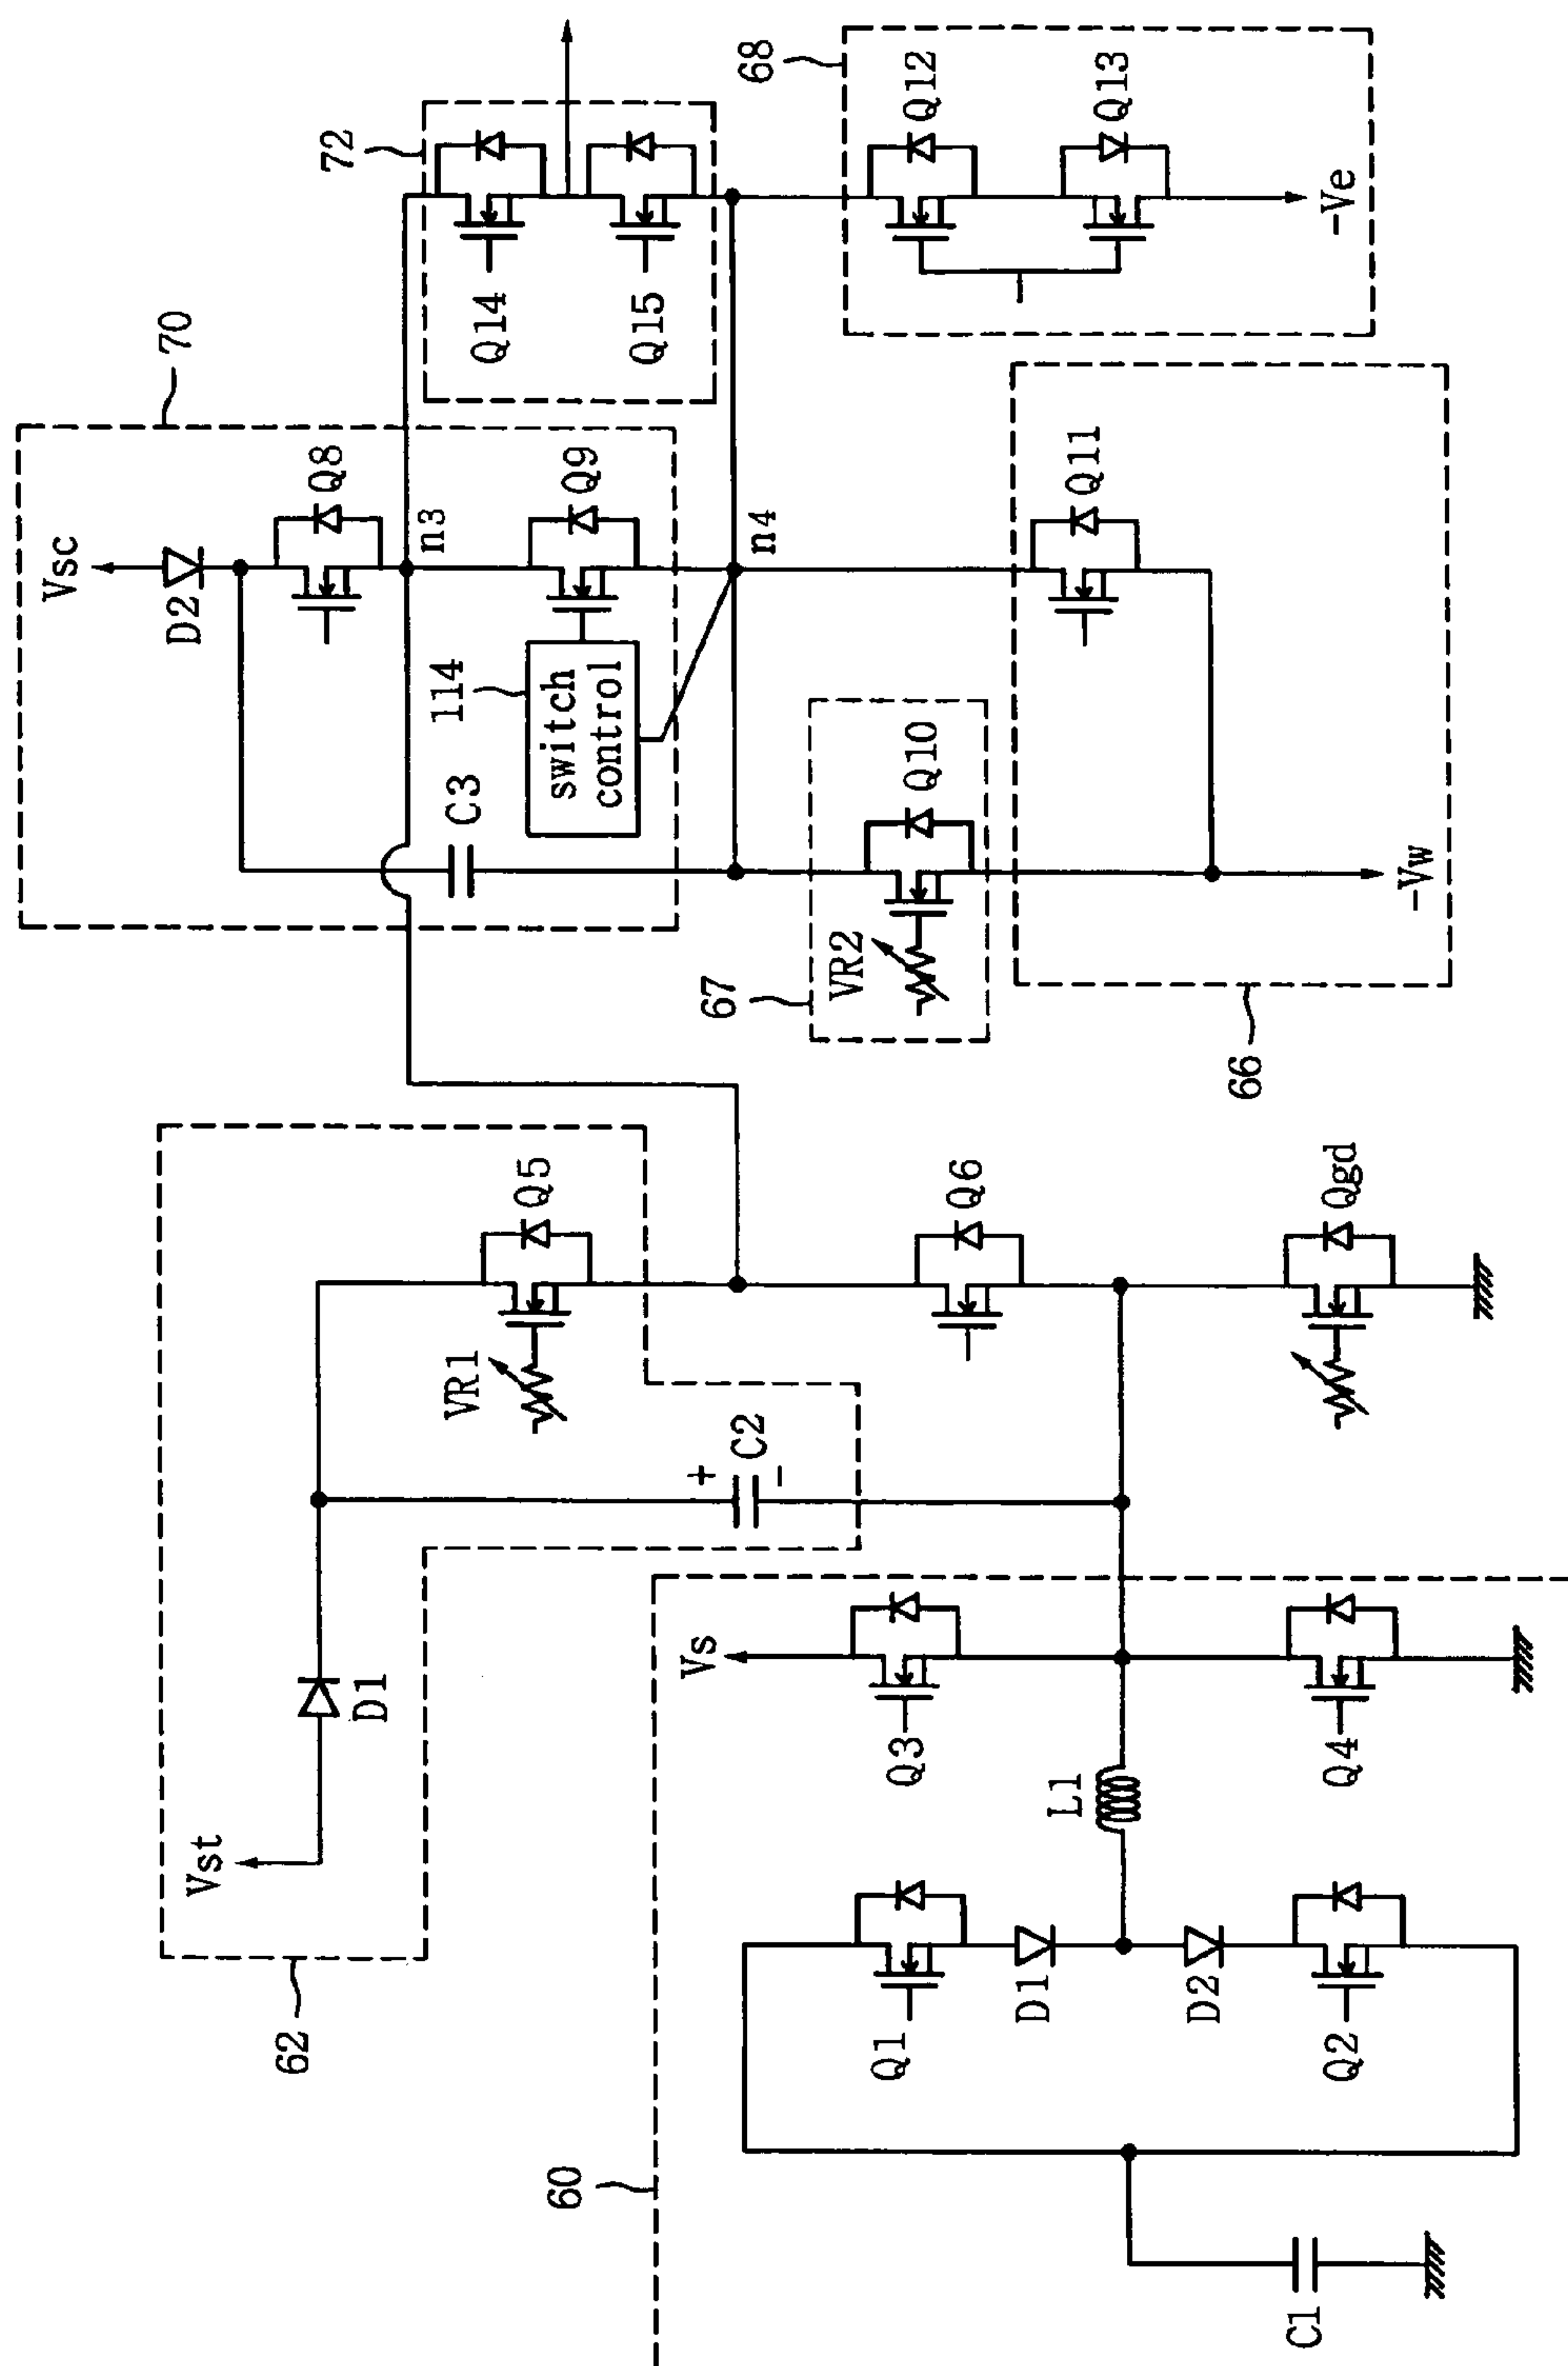 62
Vst
D1
VR1
Q5
+
C2
-
60
Vs
Q3
Q4
L1
Q1
D1
D2
Q2
C1
Q6
Qgd
70
Vsc
D2
Q8
n3
Q9
114
switch
control
C3
n4
72
Q14
Q15
67
VR2
Q10
66
Q11
-Vw
68
Q12
Q13
-Ve